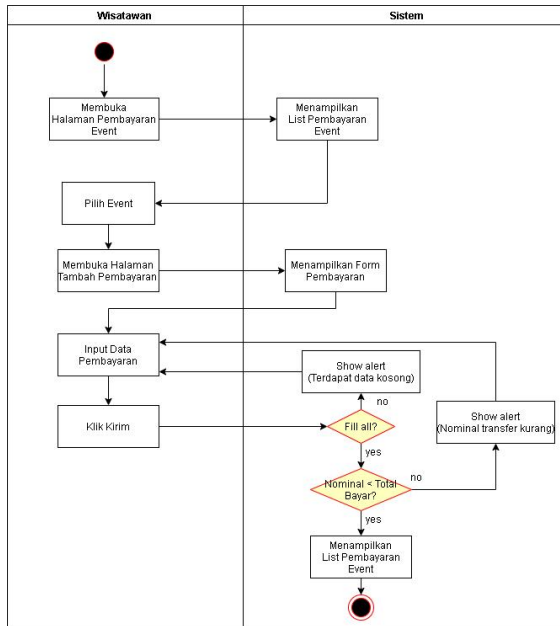 Wisatawan
Sistem
Membuka
Halaman Pembayaran
Event
Menampilkan
List Pembayaran
Event
Pilih Event
Membuka Halaman
Tambah Pembayaran
Menampilkan Form
Pembayaran
Input Data
Pembayaran
Show alert
(Terdapat data kosong)
no
Klik Kirim
Fill all?
Show alert
(Nominal transfer kurang)
yes
Nominal < Total
Bayar?
no
yes
Menampilkan
List Pembayaran
Event